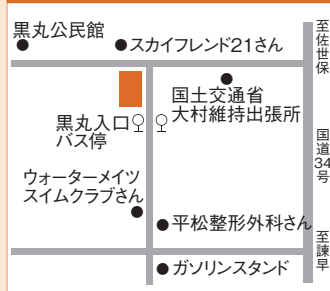 黒丸公民館
スカイフレンド21さん
至佐世保
国土交通省
大村維持出張所
黒丸入口
バス停
国道34号
ウォーターメイツ
スイムクラブさん
平松整形外科さん
至諫早
ガソリンスタンド